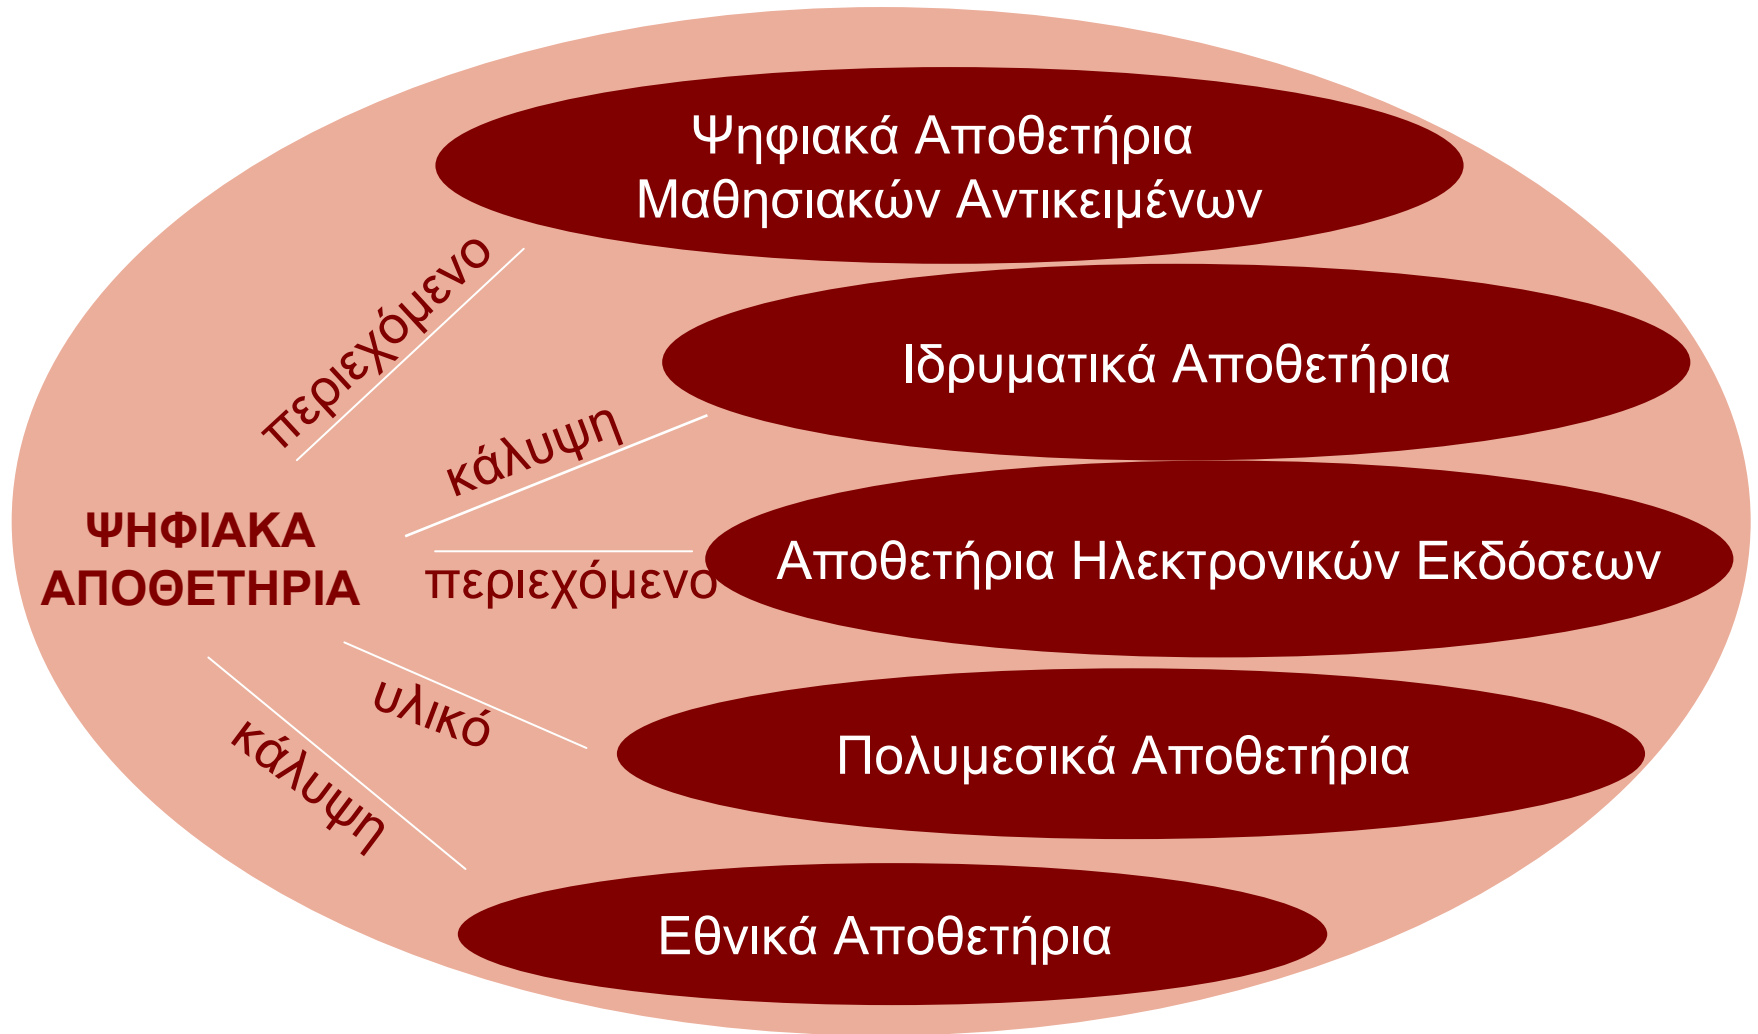 Ψηφιακά Αποθετήρια
Μαθησιακών Αντικειμένων
περιεχόμενο
Ιδρυματικά Αποθετήρια
κάλυψη
ΨΗΦΙΑΚΑ
ΑΠΟΘΕΤΗΡΙΑ
περιεχόμενο
Αποθετήρια Ηλεκτρονικών Εκδόσεων
υλικό
Πολυμεσικά Αποθετήρια
κάλυψη
Εθνικά Αποθετήρια